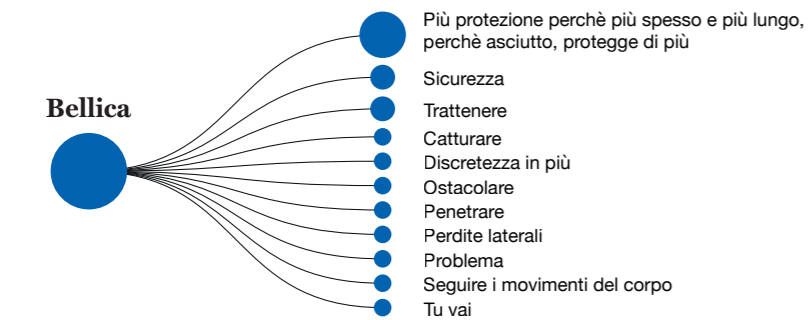 Più protezione perchè più spesso e più lungo,
perchè asciutto, protegge di più
Sicurezza
Bellica
Trattenere
Catturare
Discretezza in più
Ostacolare
Penetrare
Perdite laterali
Problema
Seguire i movimenti del corpo
Tu vai